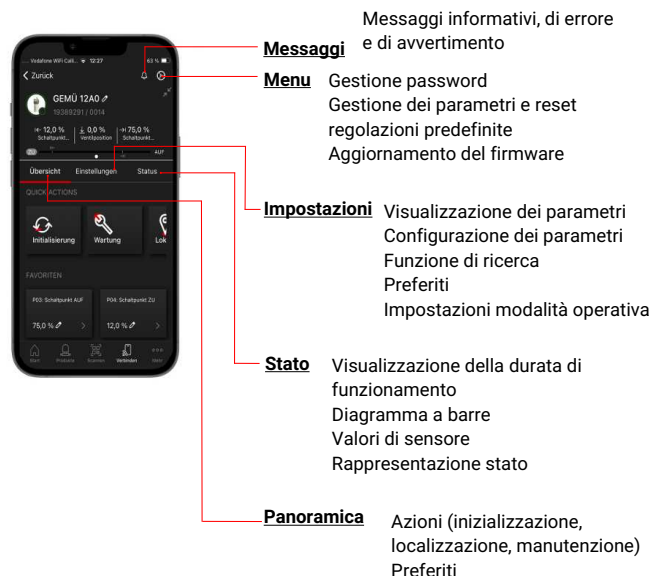 Vodafone WiFi Call... 12:27 63 %
Zurück
GEMÜ 12A0
19389291 / 0014
12,0 % 0,0 % 75,0 %
Schaltpunkt... Ventilposition Schaltpunkt...
ZU AUF
Übersicht Einstellungen Status
QUICK ACTIONS
Initialisierung Wartung Lok
FAVORITEN
P03: Schaltpunkt AUF P04: Schaltpunkt ZU
75,0 % 12,0 %
Start Produkte Scannen Verbinden Mehr
Messaggi
Messaggi informativi, di errore
e di avvertimento
Menu
Gestione password
Gestione dei parametri e reset
regolazioni predefinite
Aggiornamento del firmware
Impostazioni
Visualizzazione dei parametri
Configurazione dei parametri
Funzione di ricerca
Preferiti
Impostazioni modalità operativa
Stato
Visualizzazione della durata di
funzionamento
Diagramma a barre
Valori di sensore
Rappresentazione stato
Panoramica
Azioni (inizializzazione,
localizzazione, manutenzione)
Preferiti